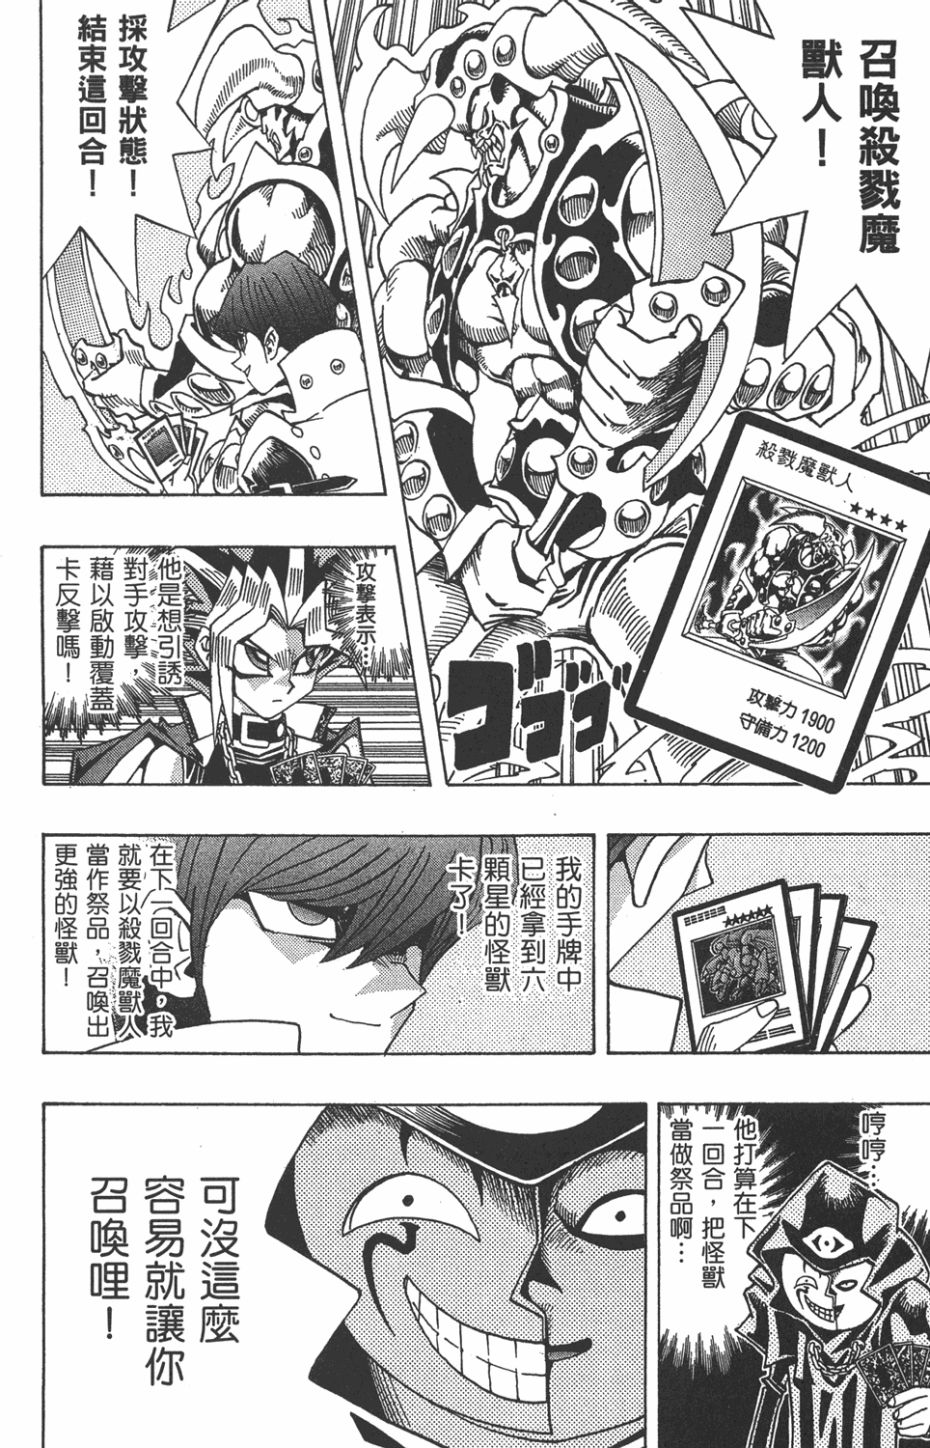 召喚殺戮魔
獸人！
殺戮魔獸人
★★★★
攻擊力 1900
守備力 1200
ゴゴゴ
採攻擊狀態！
結束這回合！
攻擊表示…
他是想引誘
對手攻擊，
藉以啟動覆蓋
卡反擊嗎！
我的手牌中
已經拿到六
顆星的怪獸
卡了！
在下一回合中，我
就要以殺戮魔獸人
當作祭品，召喚出
更強的怪獸！
哼哼…
他打算在下
一回合，把怪獸
當做祭品啊…
可沒這麼
容易就讓你
召喚哩！